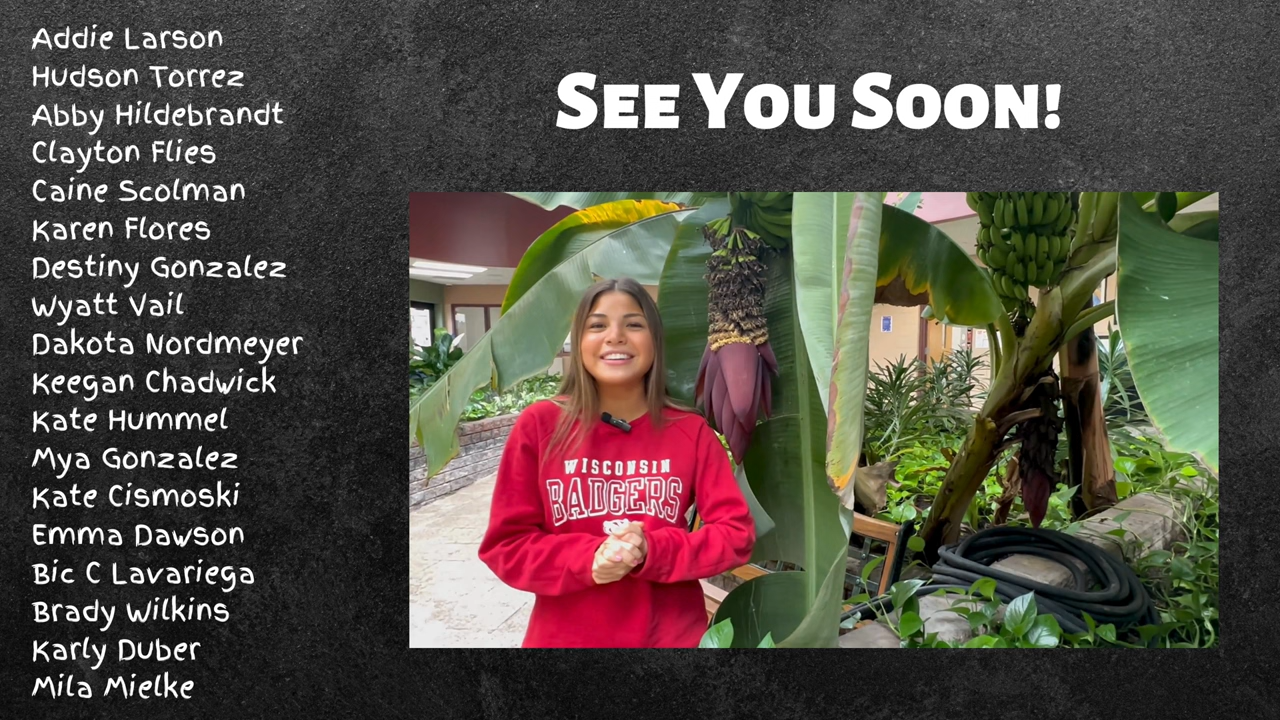 Addie Larson
Hudson Torrez
Abby Hildebrandt
Clayton Flies
Caine Scolman
Karen Flores
Destiny Gonzalez
Wyatt Vail
Dakota Nordmeyer
Keegan Chadwick
Kate Hummel
Mya Gonzalez
Kate Cismoski
Emma Dawson
Bic C Lavariega
Brady Wilkins
Karly Duber
Mila Mielke
See You Soon!
WISCONSIN
BADGERS